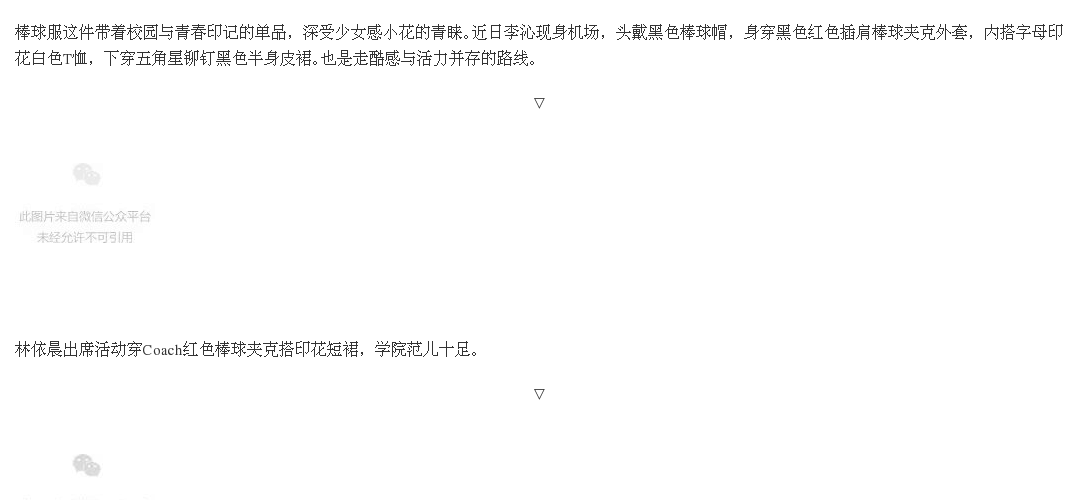 棒球服这件带着校园与青春印记的单品，深受少女感小花的青睐。近日李沁现身机场，头戴黑色棒球帽，身穿黑色红色插肩棒球夹克外套，内搭字母印
花白色T恤，下穿五角星铆钉黑色半身皮裙。也是走酷感与活力并存的路线。
▽
此图片来自微信公众平台
未经允许不可引用
林依晨出席活动穿Coach红色棒球夹克搭印花短裙，学院范儿十足。
▽